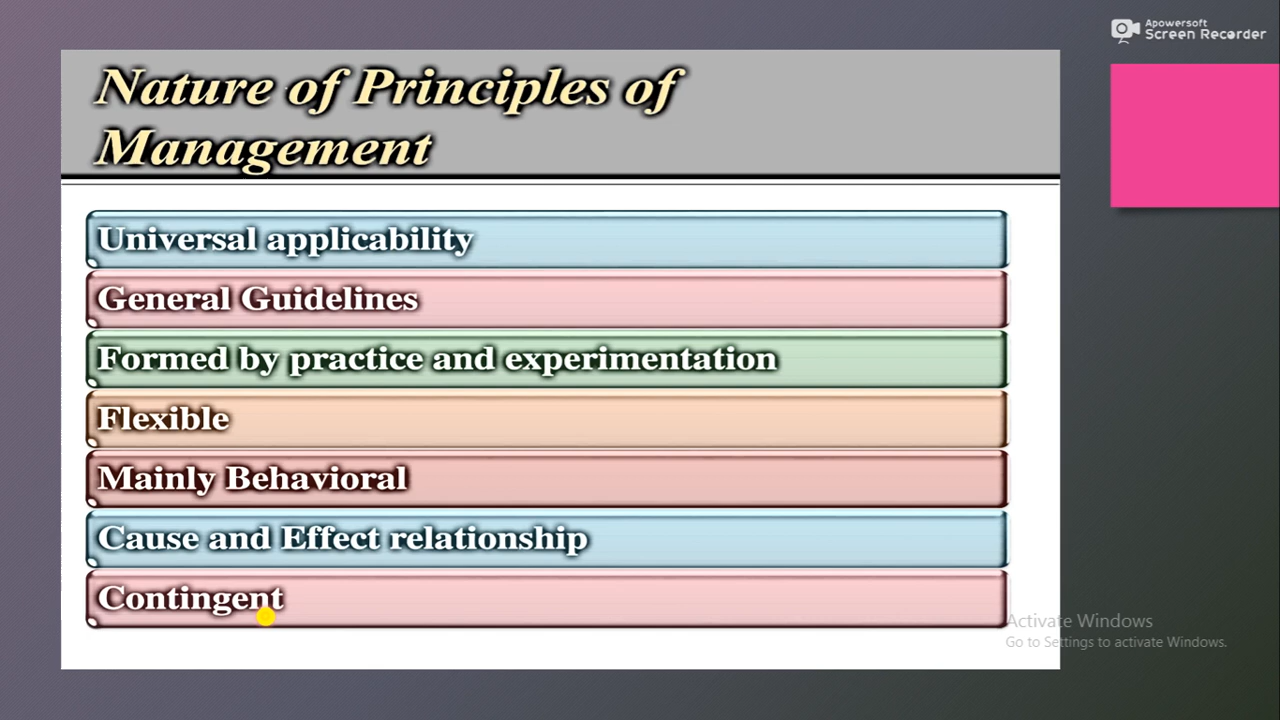 Apowersoft
Screen Recorder
Nature of Principles of
Management
Universal applicability
General Guidelines
Formed by practice and experimentation
Flexible
Mainly Behavioral
Cause and Effect relationship
Contingent
Activate Windows
Go to Settings to activate Windows.